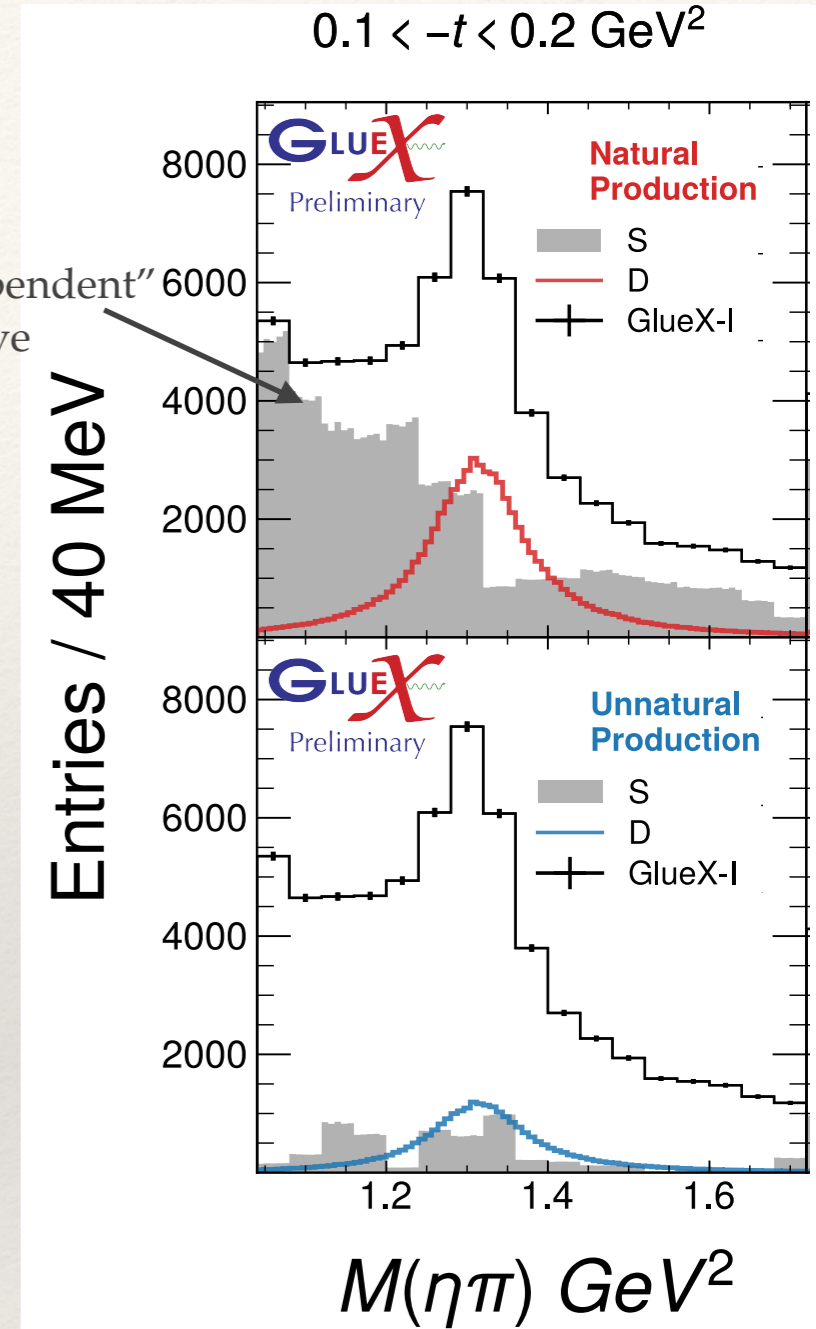 0.1 < –t < 0.2 GeV²
8000
GLUEX
Preliminary
Natural
Production
S
D
GlueX-I
6000
4000
2000
Entries / 40 MeV
8000
GLUEX
Preliminary
Unnatural
Production
S
D
GlueX-I
6000
4000
2000
1.2
1.4
1.6
M(ηπ) GeV²